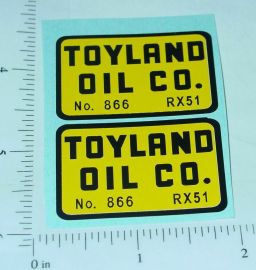 TOYLAND
OIL CO.
No. 866 RX51
TOYLAND
OIL CO.
No. 866 RX51
4
5
0 in
1
2